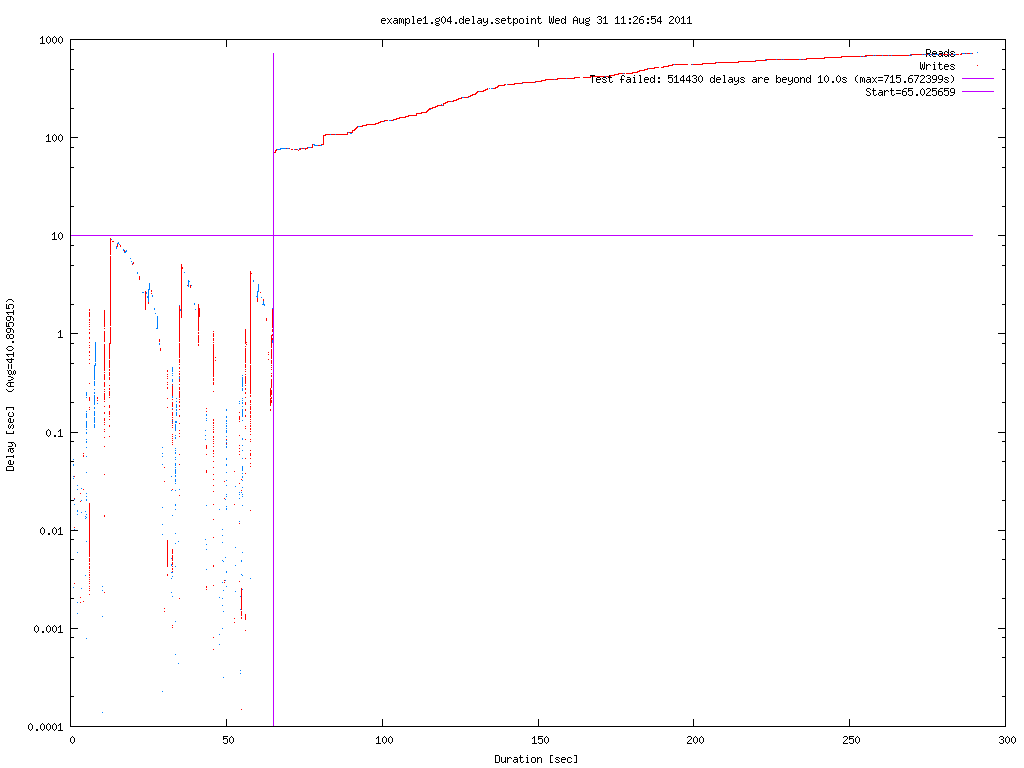 example1.g04.delay.setpoint Wed Aug 31 11:26:54 2011
Reads
Writes
Test failed: 514430 delays are beyond 10.0s (max=715.672399s)
Start=65.025659
1000
100
10
1
0.1
0.01
0.001
0.0001
Delay [sec]  (Avg=410.895915)
0 50 100 150 200 250 300
Duration [sec]